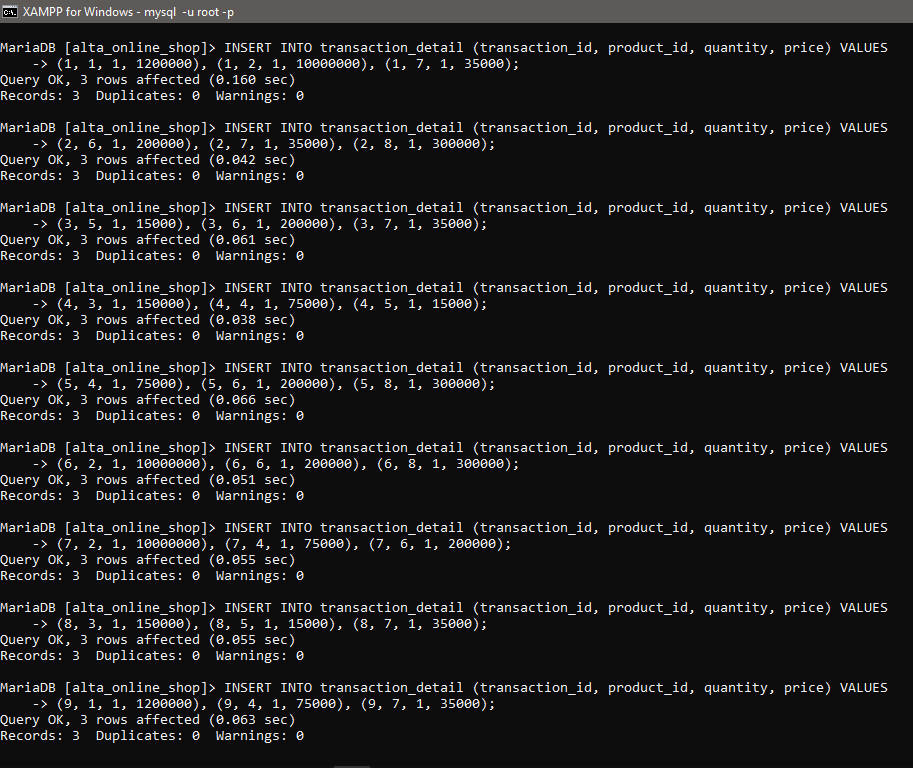 XAMPP for Windows - mysql  -u root -p
MariaDB [alta_online_shop]> INSERT INTO transaction_detail (transaction_id, product_id, quantity, price) VALUES
    -> (1, 1, 1, 1200000), (1, 2, 1, 10000000), (1, 7, 1, 35000);
Query OK, 3 rows affected (0.160 sec)
Records: 3  Duplicates: 0  Warnings: 0
MariaDB [alta_online_shop]> INSERT INTO transaction_detail (transaction_id, product_id, quantity, price) VALUES
    -> (2, 6, 1, 200000), (2, 7, 1, 35000), (2, 8, 1, 300000);
Query OK, 3 rows affected (0.042 sec)
Records: 3  Duplicates: 0  Warnings: 0
MariaDB [alta_online_shop]> INSERT INTO transaction_detail (transaction_id, product_id, quantity, price) VALUES
    -> (3, 5, 1, 15000), (3, 6, 1, 200000), (3, 7, 1, 35000);
Query OK, 3 rows affected (0.061 sec)
Records: 3  Duplicates: 0  Warnings: 0
MariaDB [alta_online_shop]> INSERT INTO transaction_detail (transaction_id, product_id, quantity, price) VALUES
    -> (4, 3, 1, 150000), (4, 4, 1, 75000), (4, 5, 1, 15000);
Query OK, 3 rows affected (0.038 sec)
Records: 3  Duplicates: 0  Warnings: 0
MariaDB [alta_online_shop]> INSERT INTO transaction_detail (transaction_id, product_id, quantity, price) VALUES
    -> (5, 4, 1, 75000), (5, 6, 1, 200000), (5, 8, 1, 300000);
Query OK, 3 rows affected (0.066 sec)
Records: 3  Duplicates: 0  Warnings: 0
MariaDB [alta_online_shop]> INSERT INTO transaction_detail (transaction_id, product_id, quantity, price) VALUES
    -> (6, 2, 1, 10000000), (6, 6, 1, 200000), (6, 8, 1, 300000);
Query OK, 3 rows affected (0.051 sec)
Records: 3  Duplicates: 0  Warnings: 0
MariaDB [alta_online_shop]> INSERT INTO transaction_detail (transaction_id, product_id, quantity, price) VALUES
    -> (7, 2, 1, 10000000), (7, 4, 1, 75000), (7, 6, 1, 200000);
Query OK, 3 rows affected (0.055 sec)
Records: 3  Duplicates: 0  Warnings: 0
MariaDB [alta_online_shop]> INSERT INTO transaction_detail (transaction_id, product_id, quantity, price) VALUES
    -> (8, 3, 1, 150000), (8, 5, 1, 15000), (8, 7, 1, 35000);
Query OK, 3 rows affected (0.055 sec)
Records: 3  Duplicates: 0  Warnings: 0
MariaDB [alta_online_shop]> INSERT INTO transaction_detail (transaction_id, product_id, quantity, price) VALUES
    -> (9, 1, 1, 1200000), (9, 4, 1, 75000), (9, 7, 1, 35000);
Query OK, 3 rows affected (0.063 sec)
Records: 3  Duplicates: 0  Warnings: 0